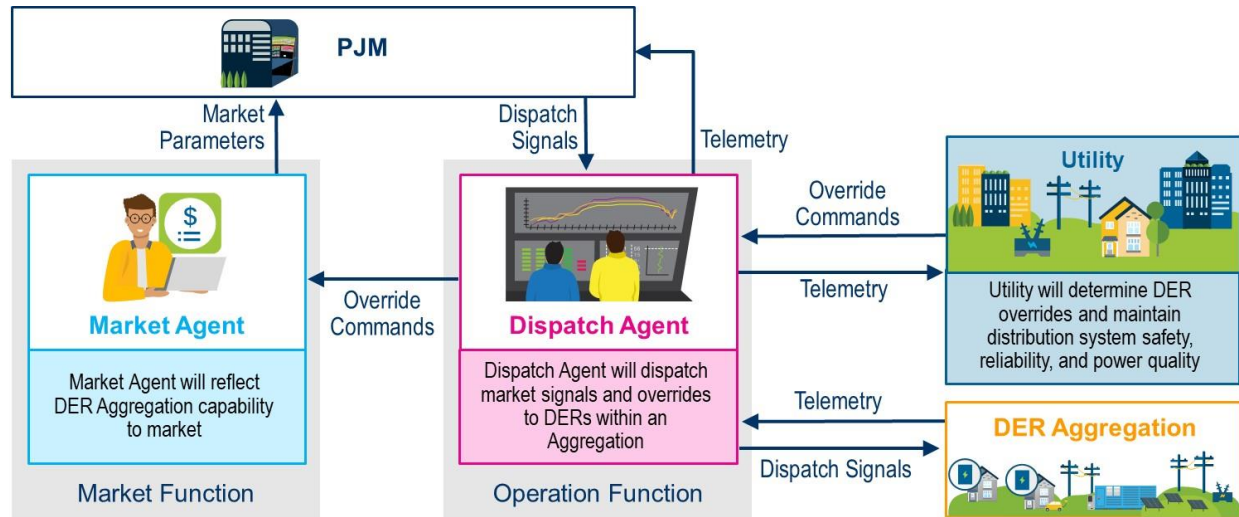 PJM
Market
Parameters
Dispatch
Signals
Telemetry
$
Market Agent
Market Agent will reflect
DER Aggregation capability
to market
Market Function
Override
Commands
Dispatch Agent
Dispatch Agent will dispatch
market signals and overrides
to DERs within an
Aggregation
Operation Function
Override
Commands
Telemetry
Utility
Utility will determine DER
overrides and maintain
distribution system safety,
reliability, and power quality
Telemetry
Dispatch Signals
DER Aggregation